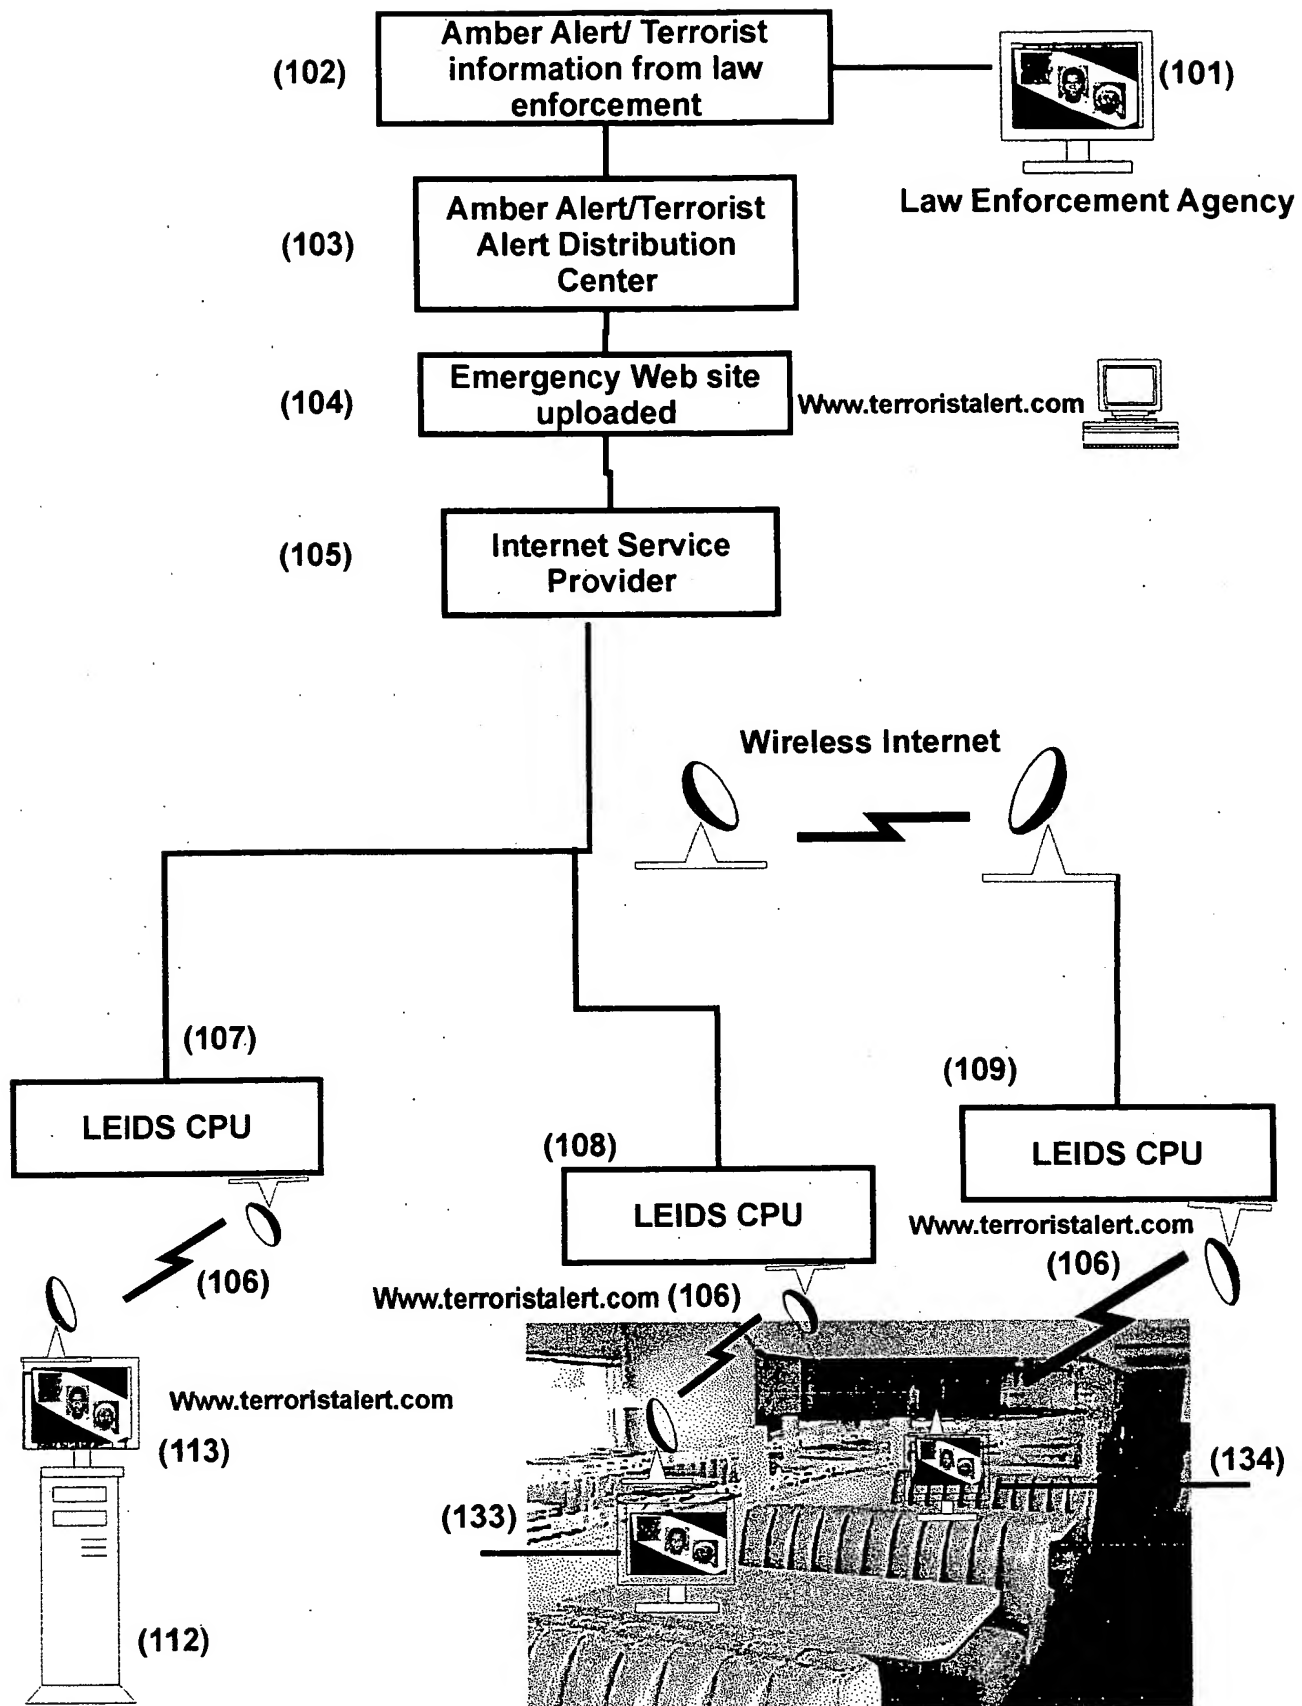 Amber Alert/ Terrorist
information from law
enforcement
(102)
(101)
Law Enforcement Agency
Amber Alert/Terrorist
Alert Distribution
Center
(103)
Emergency Web site
uploaded
(104)
Www.terroristalert.com
Internet Service
Provider
(105)
Wireless Internet
(107)
LEIDS CPU
(109)
LEIDS CPU
(108)
LEIDS CPU
Www.terroristalert.com
(106)
(106)
Www.terroristalert.com (106)
Www.terroristalert.com
(113)
(134)
(133)
(112)